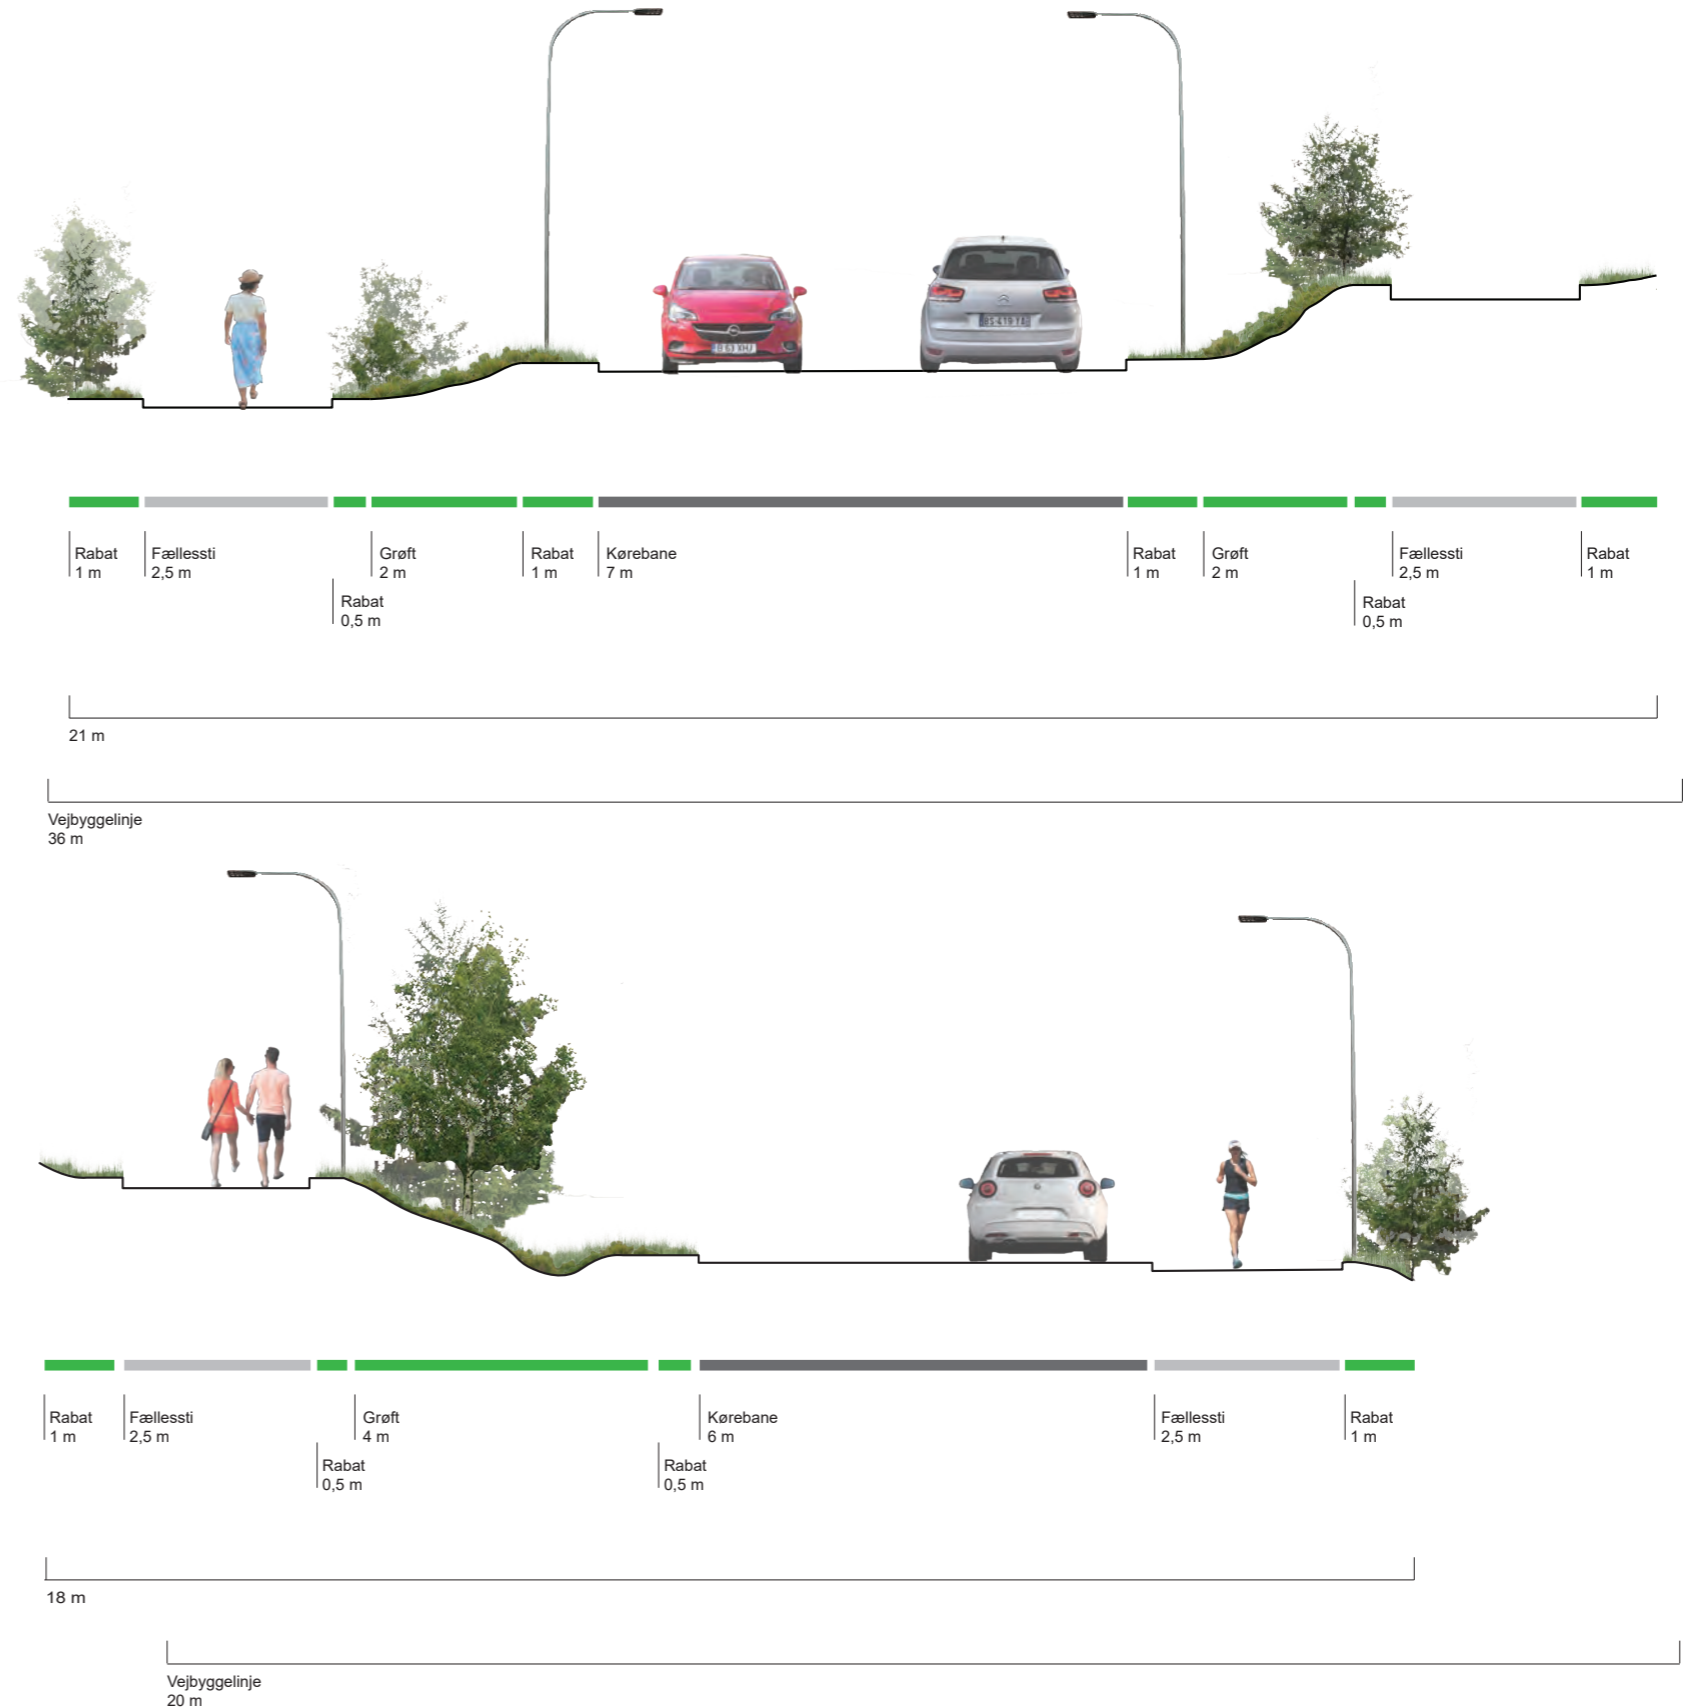 Rabat
1 m
Fællessti
2,5 m
Rabat
0,5 m
Grøft
2 m
Rabat
1 m
Kørebane
7 m
Rabat
1 m
Grøft
2 m
Rabat
0,5 m
Fællessti
2,5 m
Rabat
1 m
21 m
Vejbyggelinje
36 m
Rabat
1 m
Fællessti
2,5 m
Rabat
0,5 m
Grøft
4 m
Rabat
0,5 m
Kørebane
6 m
Fællessti
2,5 m
Rabat
1 m
18 m
Vejbyggelinje
20 m